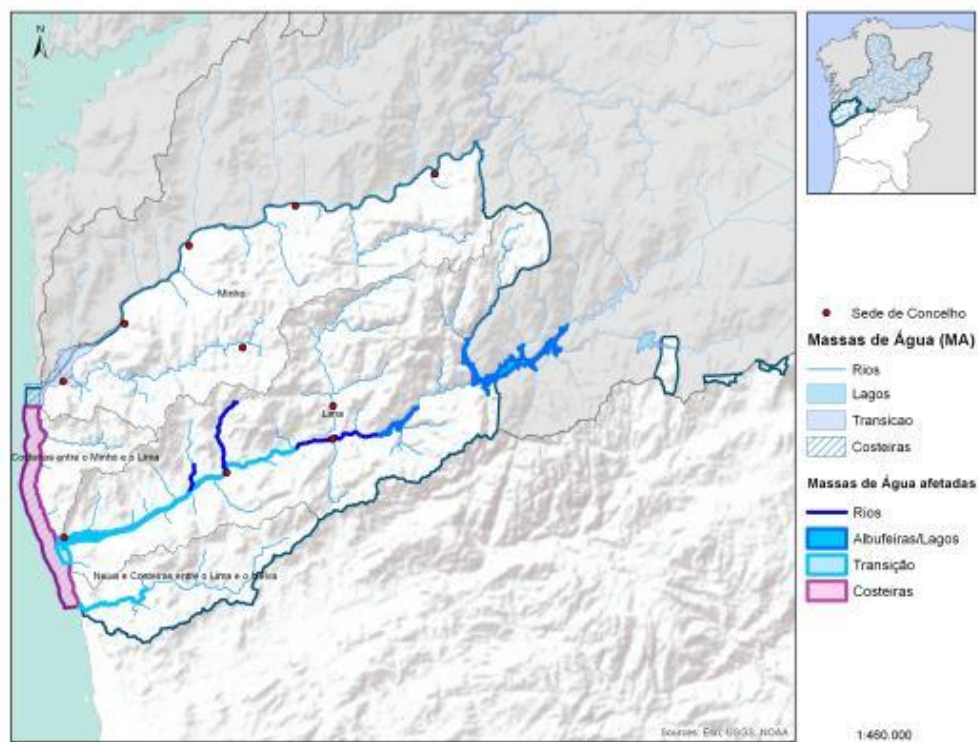 N
Minho
Lima
Costeiras entre o Minho e o Lima
Neiva e Costeiras entre o Lima e o Neiva
Sources: Esri, USGS, NOAA
Sede de Concelho
Massas de Água (MA)
Rios
Lagos
Transicao
Costeiras
Massas de Água afetadas
Rios
Albufeiras/Lagos
Transição
Costeiras
1:460.000